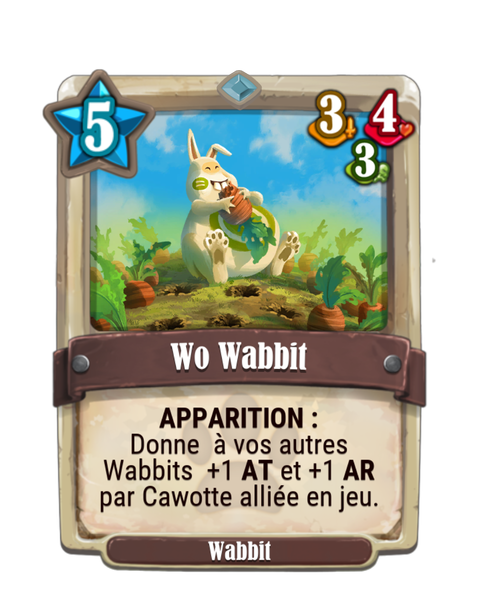 5
3 4
3
Wo Wabbit
APPARITION :
Donne à vos autres
Wabbits +1 AT et +1 AR
par Cawotte alliée en jeu.
Wabbit